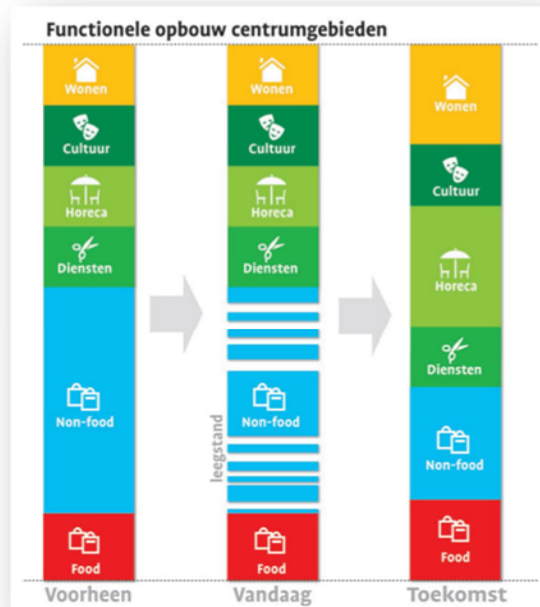 Functionele opbouw centrumgebieden
Wonen
Cultuur
Horeca
Diensten
Non-food
Food
Voorheen
Wonen
Cultuur
Horeca
Diensten
leegstand
Non-food
Food
Vandaag
Wonen
Cultuur
Horeca
Diensten
Non-food
Food
Toekomst